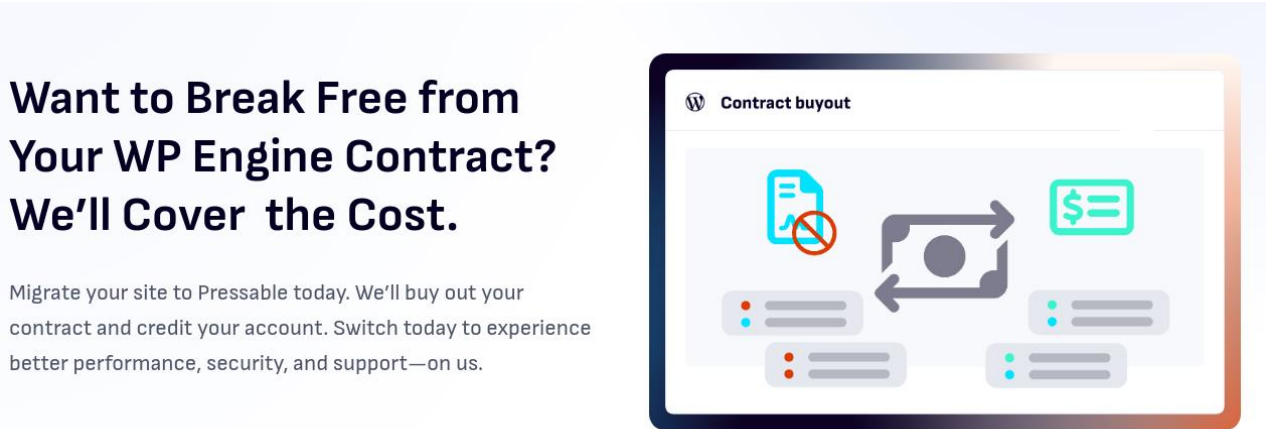 Want to Break Free from
Your WP Engine Contract?
We’ll Cover  the Cost.
Migrate your site to Pressable today. We’ll buy out your
contract and credit your account. Switch today to experience
better performance, security, and support—on us.
Contract buyout